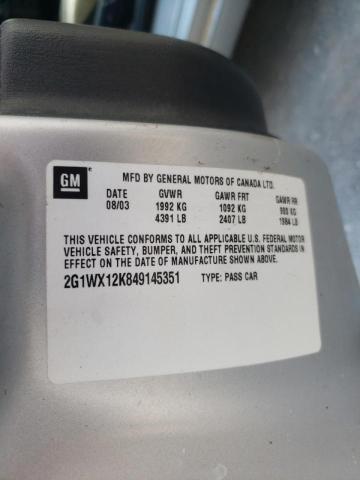 GM
MFD BY GENERAL MOTORS OF CANADA LTD.
DATE GVWR GAWR FRT GAWR RR
08/03 1992 KG 1092 KG 900 KG
4391 LB 2407 LB 1984 LB
THIS VEHICLE CONFORMS TO ALL APPLICABLE U.S. FEDERAL MOTOR
VEHICLE SAFETY, BUMPER, AND THEFT PREVENTION STANDARDS
IN EFFECT ON THE DATE OF MANUFACTURE SHOWN ABOVE.
2G1WX12K849145351 TYPE: PASS CAR